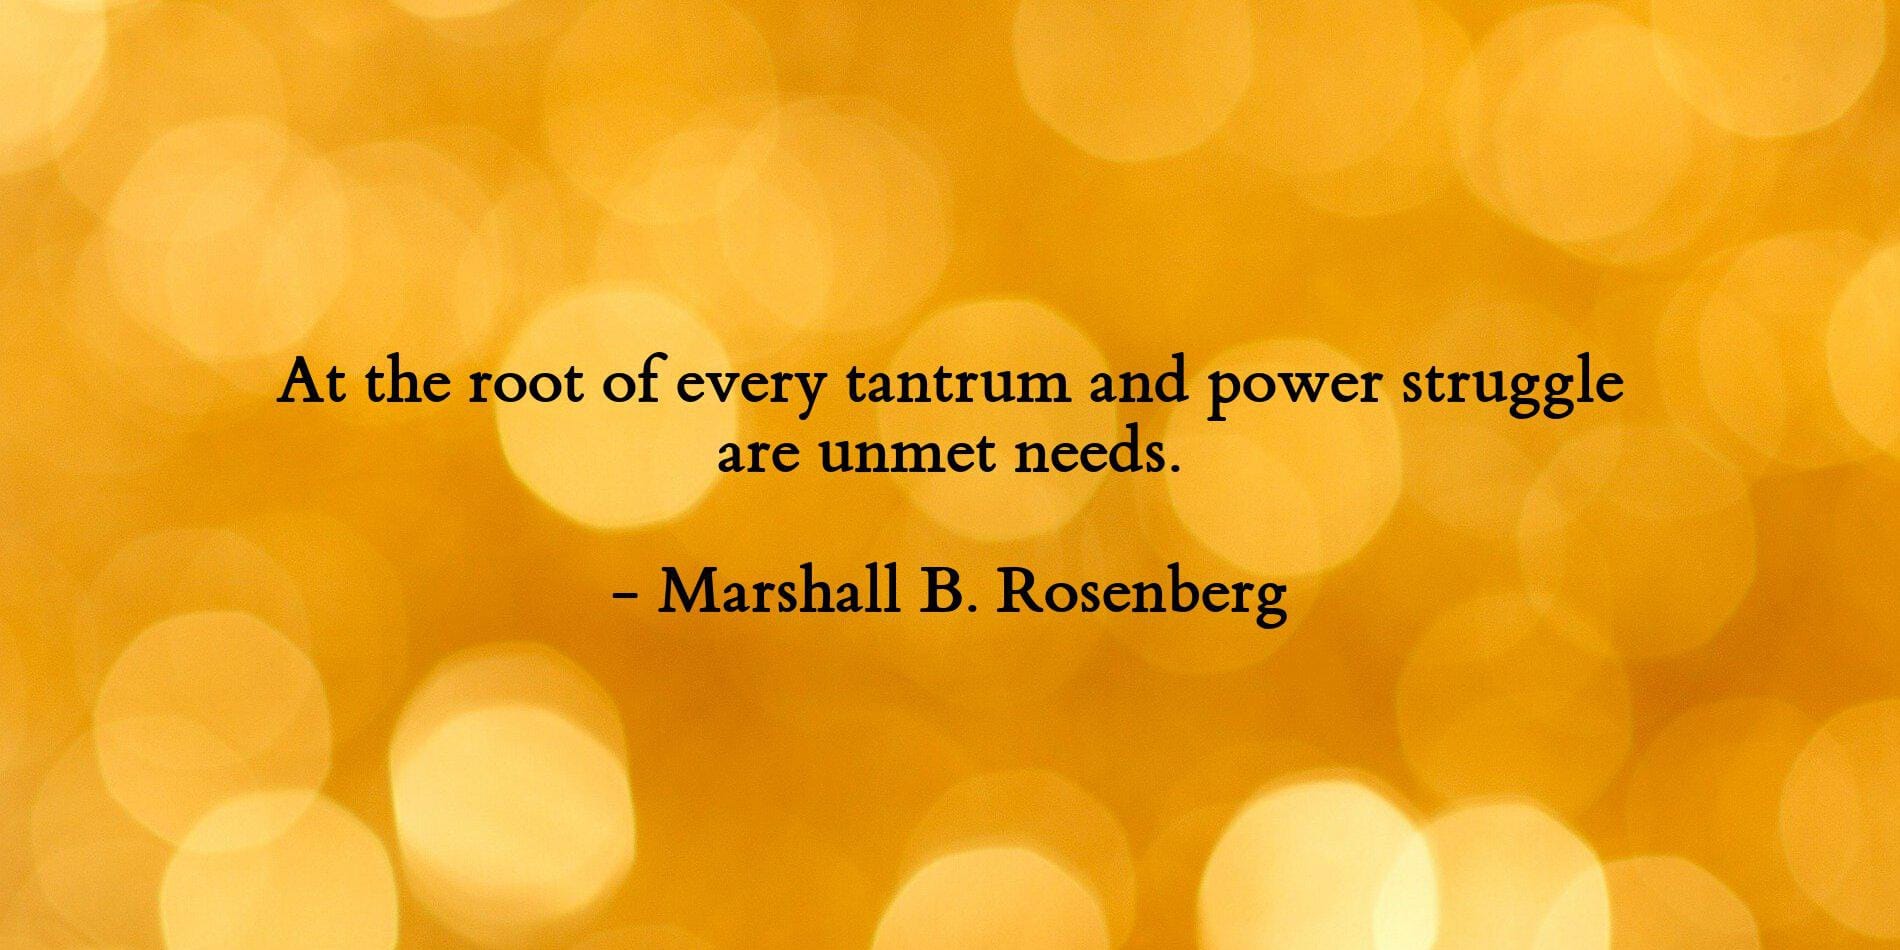 At the root of every tantrum and power struggle
are unmet needs.
– Marshall B. Rosenberg